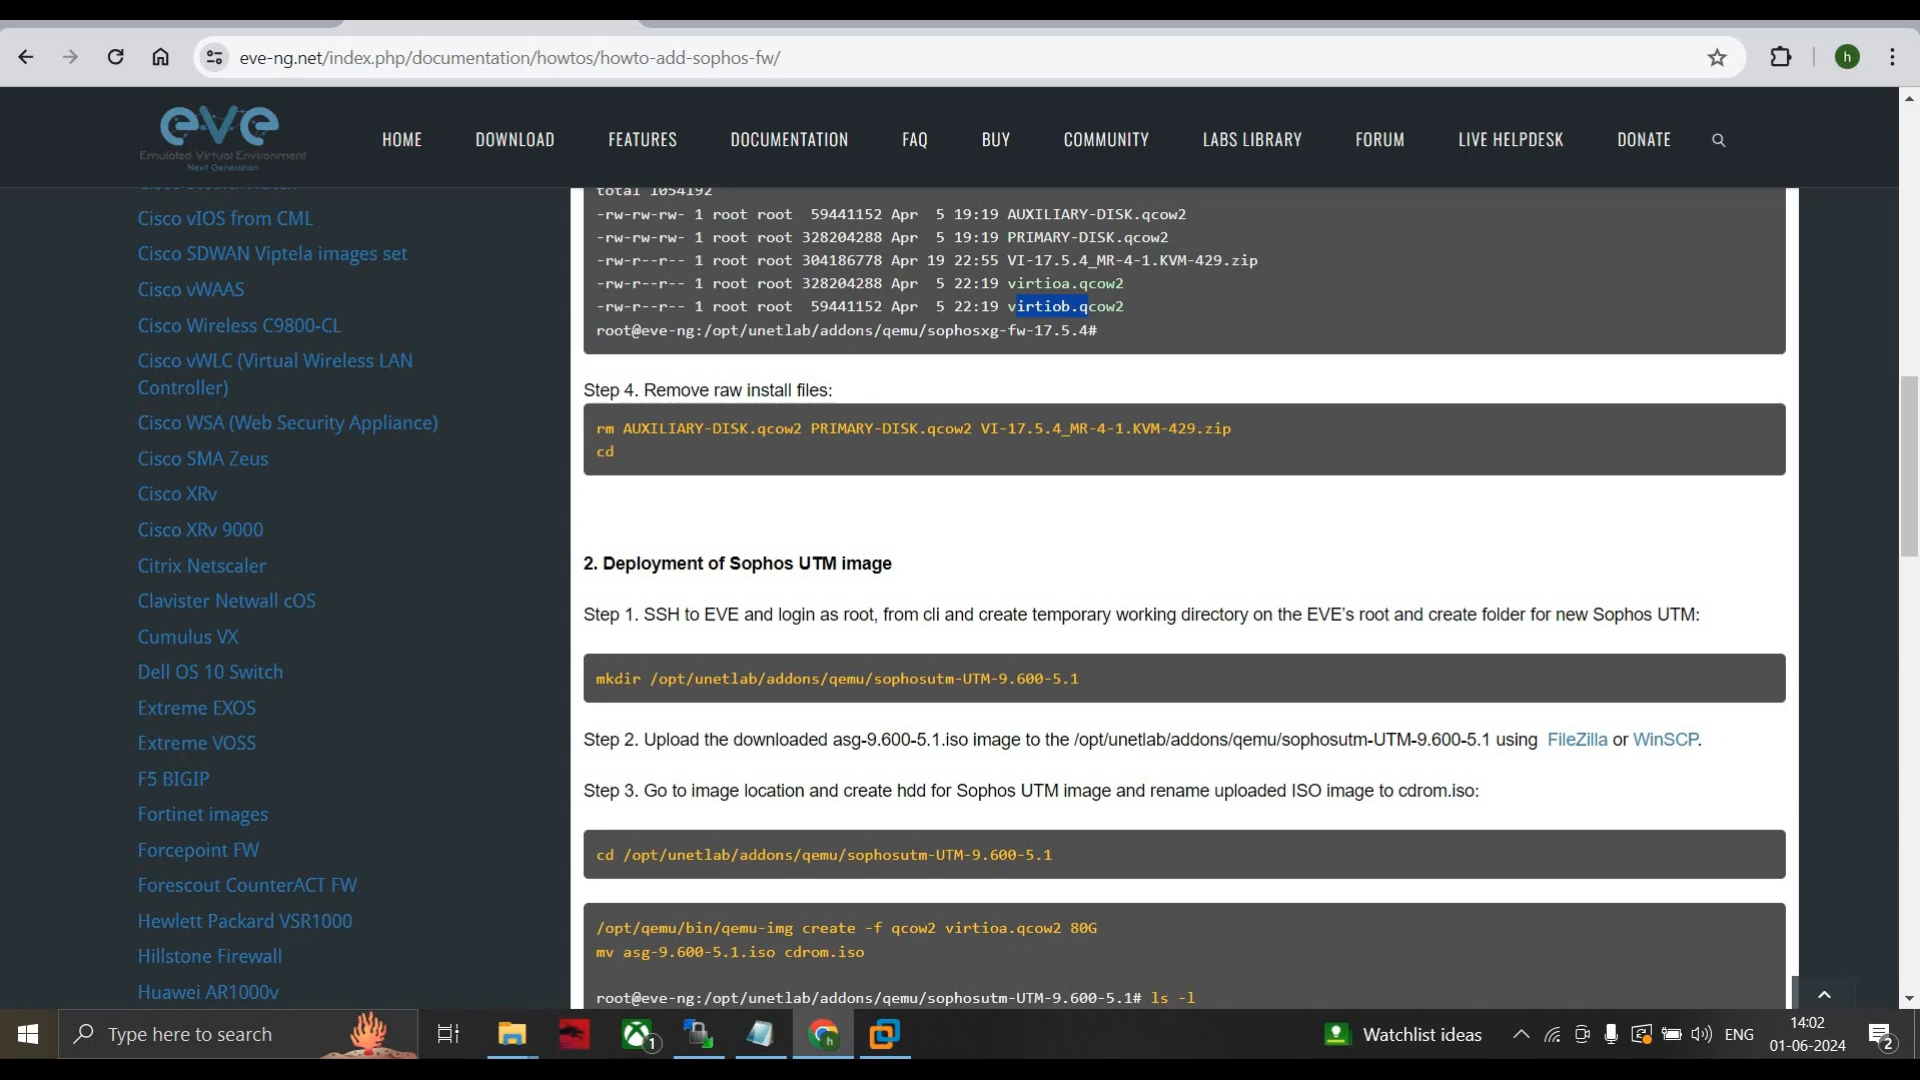 eve-ng.net/index.php/documentation/howtos/howto-add-sophos-fw/
h
eve
Emulated Virtual Environment
Next Generation
HOME DOWNLOAD FEATURES DOCUMENTATION FAQ BUY COMMUNITY LABS LIBRARY FORUM LIVE HELPDESK DONATE
Cisco vIOS from CML
Cisco SDWAN Viptela images set
Cisco vWAAS
Cisco Wireless C9800-CL
Cisco vWLC (Virtual Wireless LAN
Controller)
Cisco WSA (Web Security Appliance)
Cisco SMA Zeus
Cisco XRv
Cisco XRv 9000
Citrix Netscaler
Clavister Netwall cOS
Cumulus VX
Dell OS 10 Switch
Extreme EXOS
Extreme VOSS
F5 BIGIP
Fortinet images
Forcepoint FW
Forescout CounterACT FW
Hewlett Packard VSR1000
Hillstone Firewall
Huawei AR1000v
total 1054192
-rw-rw-rw- 1 root root  59441152 Apr  5 19:19 AUXILIARY-DISK.qcow2
-rw-rw-rw- 1 root root 328204288 Apr  5 19:19 PRIMARY-DISK.qcow2
-rw-r--r-- 1 root root 304186778 Apr 19 22:55 VI-17.5.4_MR-4-1.KVM-429.zip
-rw-r--r-- 1 root root 328204288 Apr  5 22:19 virtioa.qcow2
-rw-r--r-- 1 root root  59441152 Apr  5 22:19 virtiob.qcow2
root@eve-ng:/opt/unetlab/addons/qemu/sophosxg-fw-17.5.4#
Step 4. Remove raw install files:
rm AUXILIARY-DISK.qcow2 PRIMARY-DISK.qcow2 VI-17.5.4_MR-4-1.KVM-429.zip
cd
2. Deployment of Sophos UTM image
Step 1. SSH to EVE and login as root, from cli and create temporary working directory on the EVE's root and create folder for new Sophos UTM:
mkdir /opt/unetlab/addons/qemu/sophosutm-UTM-9.600-5.1
Step 2. Upload the downloaded asg-9.600-5.1.iso image to the /opt/unetlab/addons/qemu/sophosutm-UTM-9.600-5.1 using FileZilla or WinSCP.
Step 3. Go to image location and create hdd for Sophos UTM image and rename uploaded ISO image to cdrom.iso:
cd /opt/unetlab/addons/qemu/sophosutm-UTM-9.600-5.1
/opt/qemu/bin/qemu-img create -f qcow2 virtioa.qcow2 80G
mv asg-9.600-5.1.iso cdrom.iso
root@eve-ng:/opt/unetlab/addons/qemu/sophosutm-UTM-9.600-5.1# ls -l
Type here to search
1
h
Watchlist ideas
ENG
14:02
01-06-2024
2